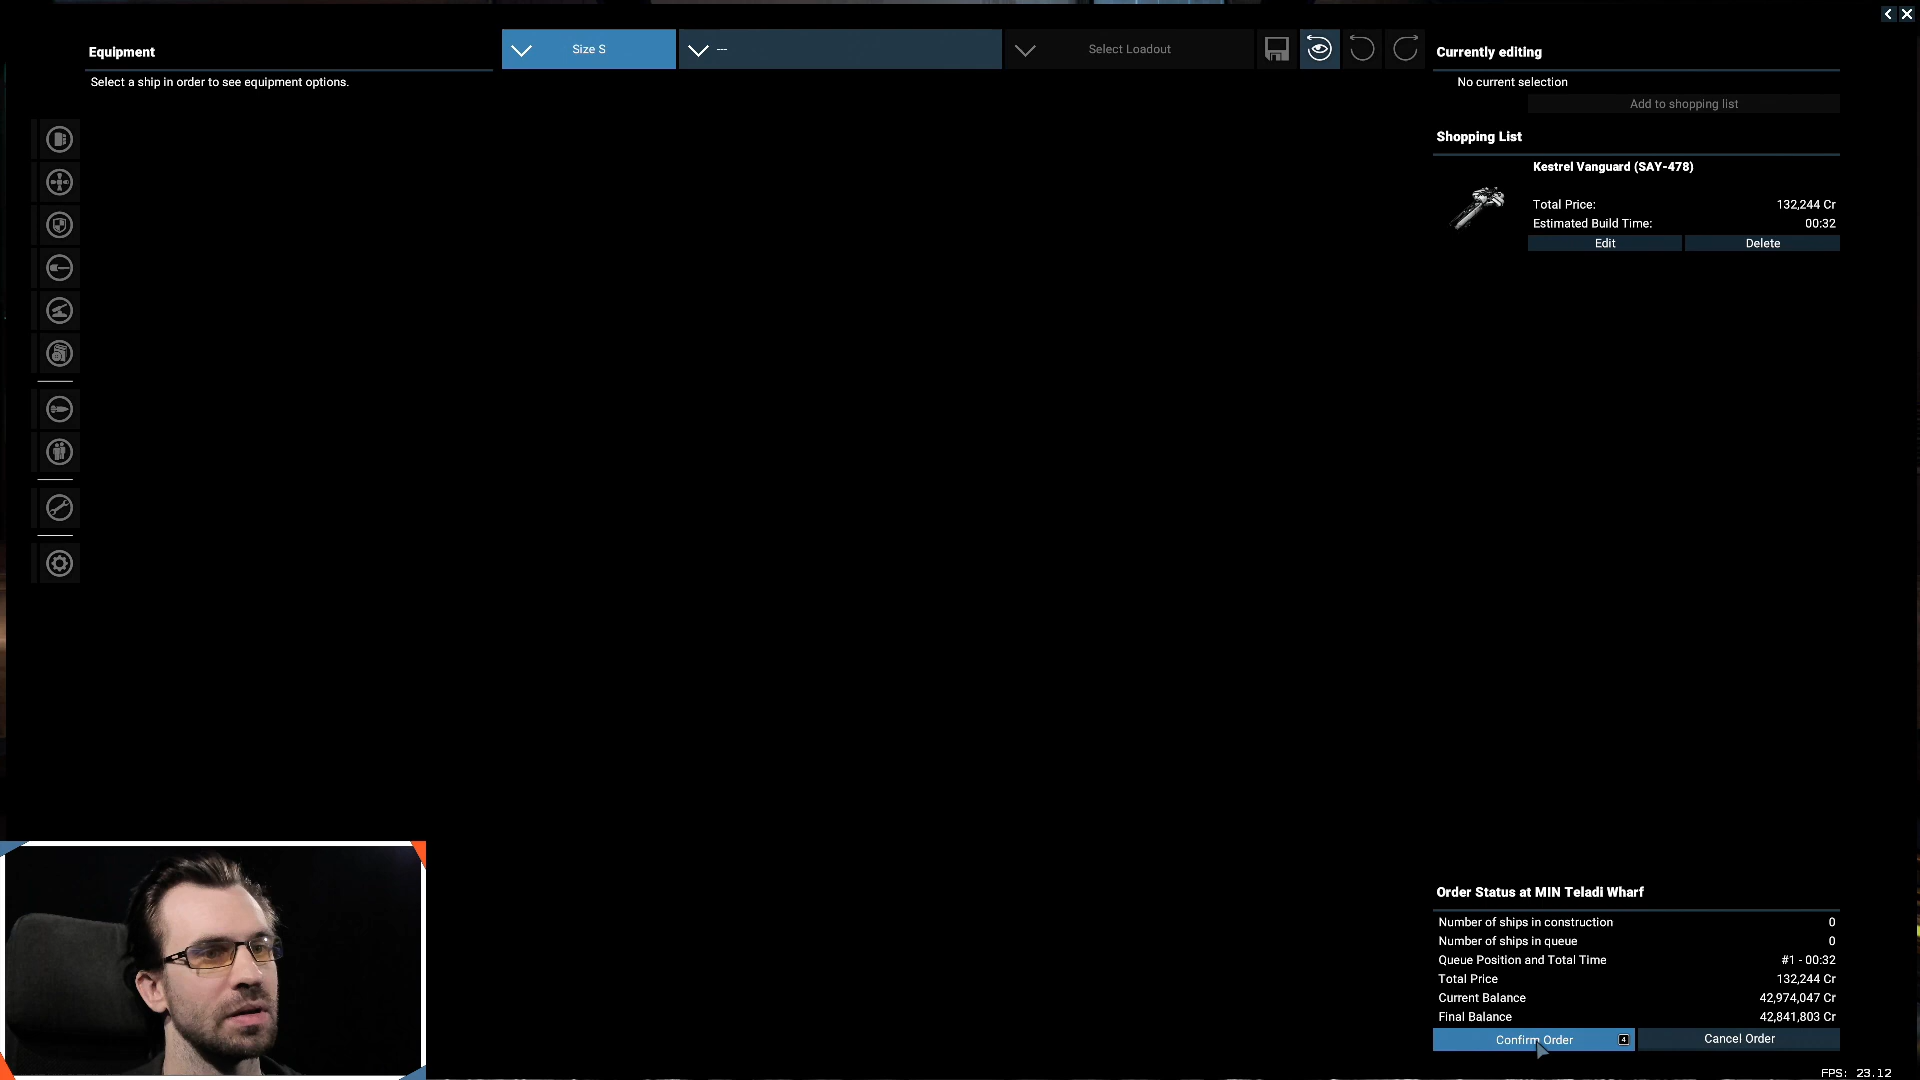 Equipment
Select a ship in order to see equipment options.
Size S
---
Select Loadout
Currently editing
No current selection
Add to shopping list
Shopping List
Kestrel Vanguard (SAY-478)
Total Price: 132,244 Cr
Estimated Build Time: 00:32
Edit Delete
Order Status at MIN Teladi Wharf
Number of ships in construction 0
Number of ships in queue 0
Queue Position and Total Time #1 - 00:32
Total Price 132,244 Cr
Current Balance 42,974,047 Cr
Final Balance 42,841,803 Cr
Confirm Order 4 Cancel Order
FPS: 23.12